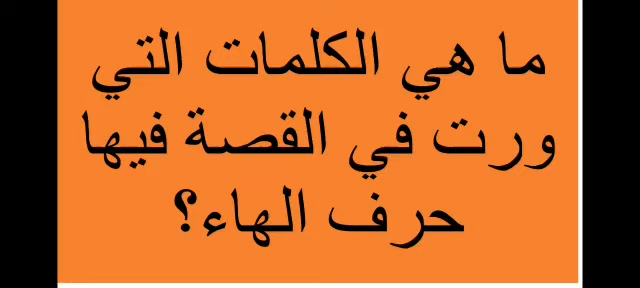 ما هي الكلمات التي
ورت في القصة فيها
حرف الهاء؟